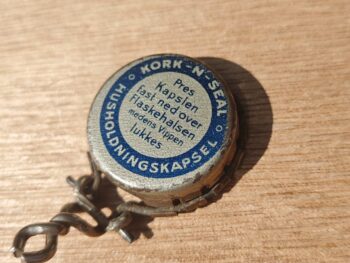 KORK-N-SEAL
Pres
Kapslen
fast ned over
Flaskehalsen
medens Vippen
lukkes
HUSHOLDNINGSKAPSEL